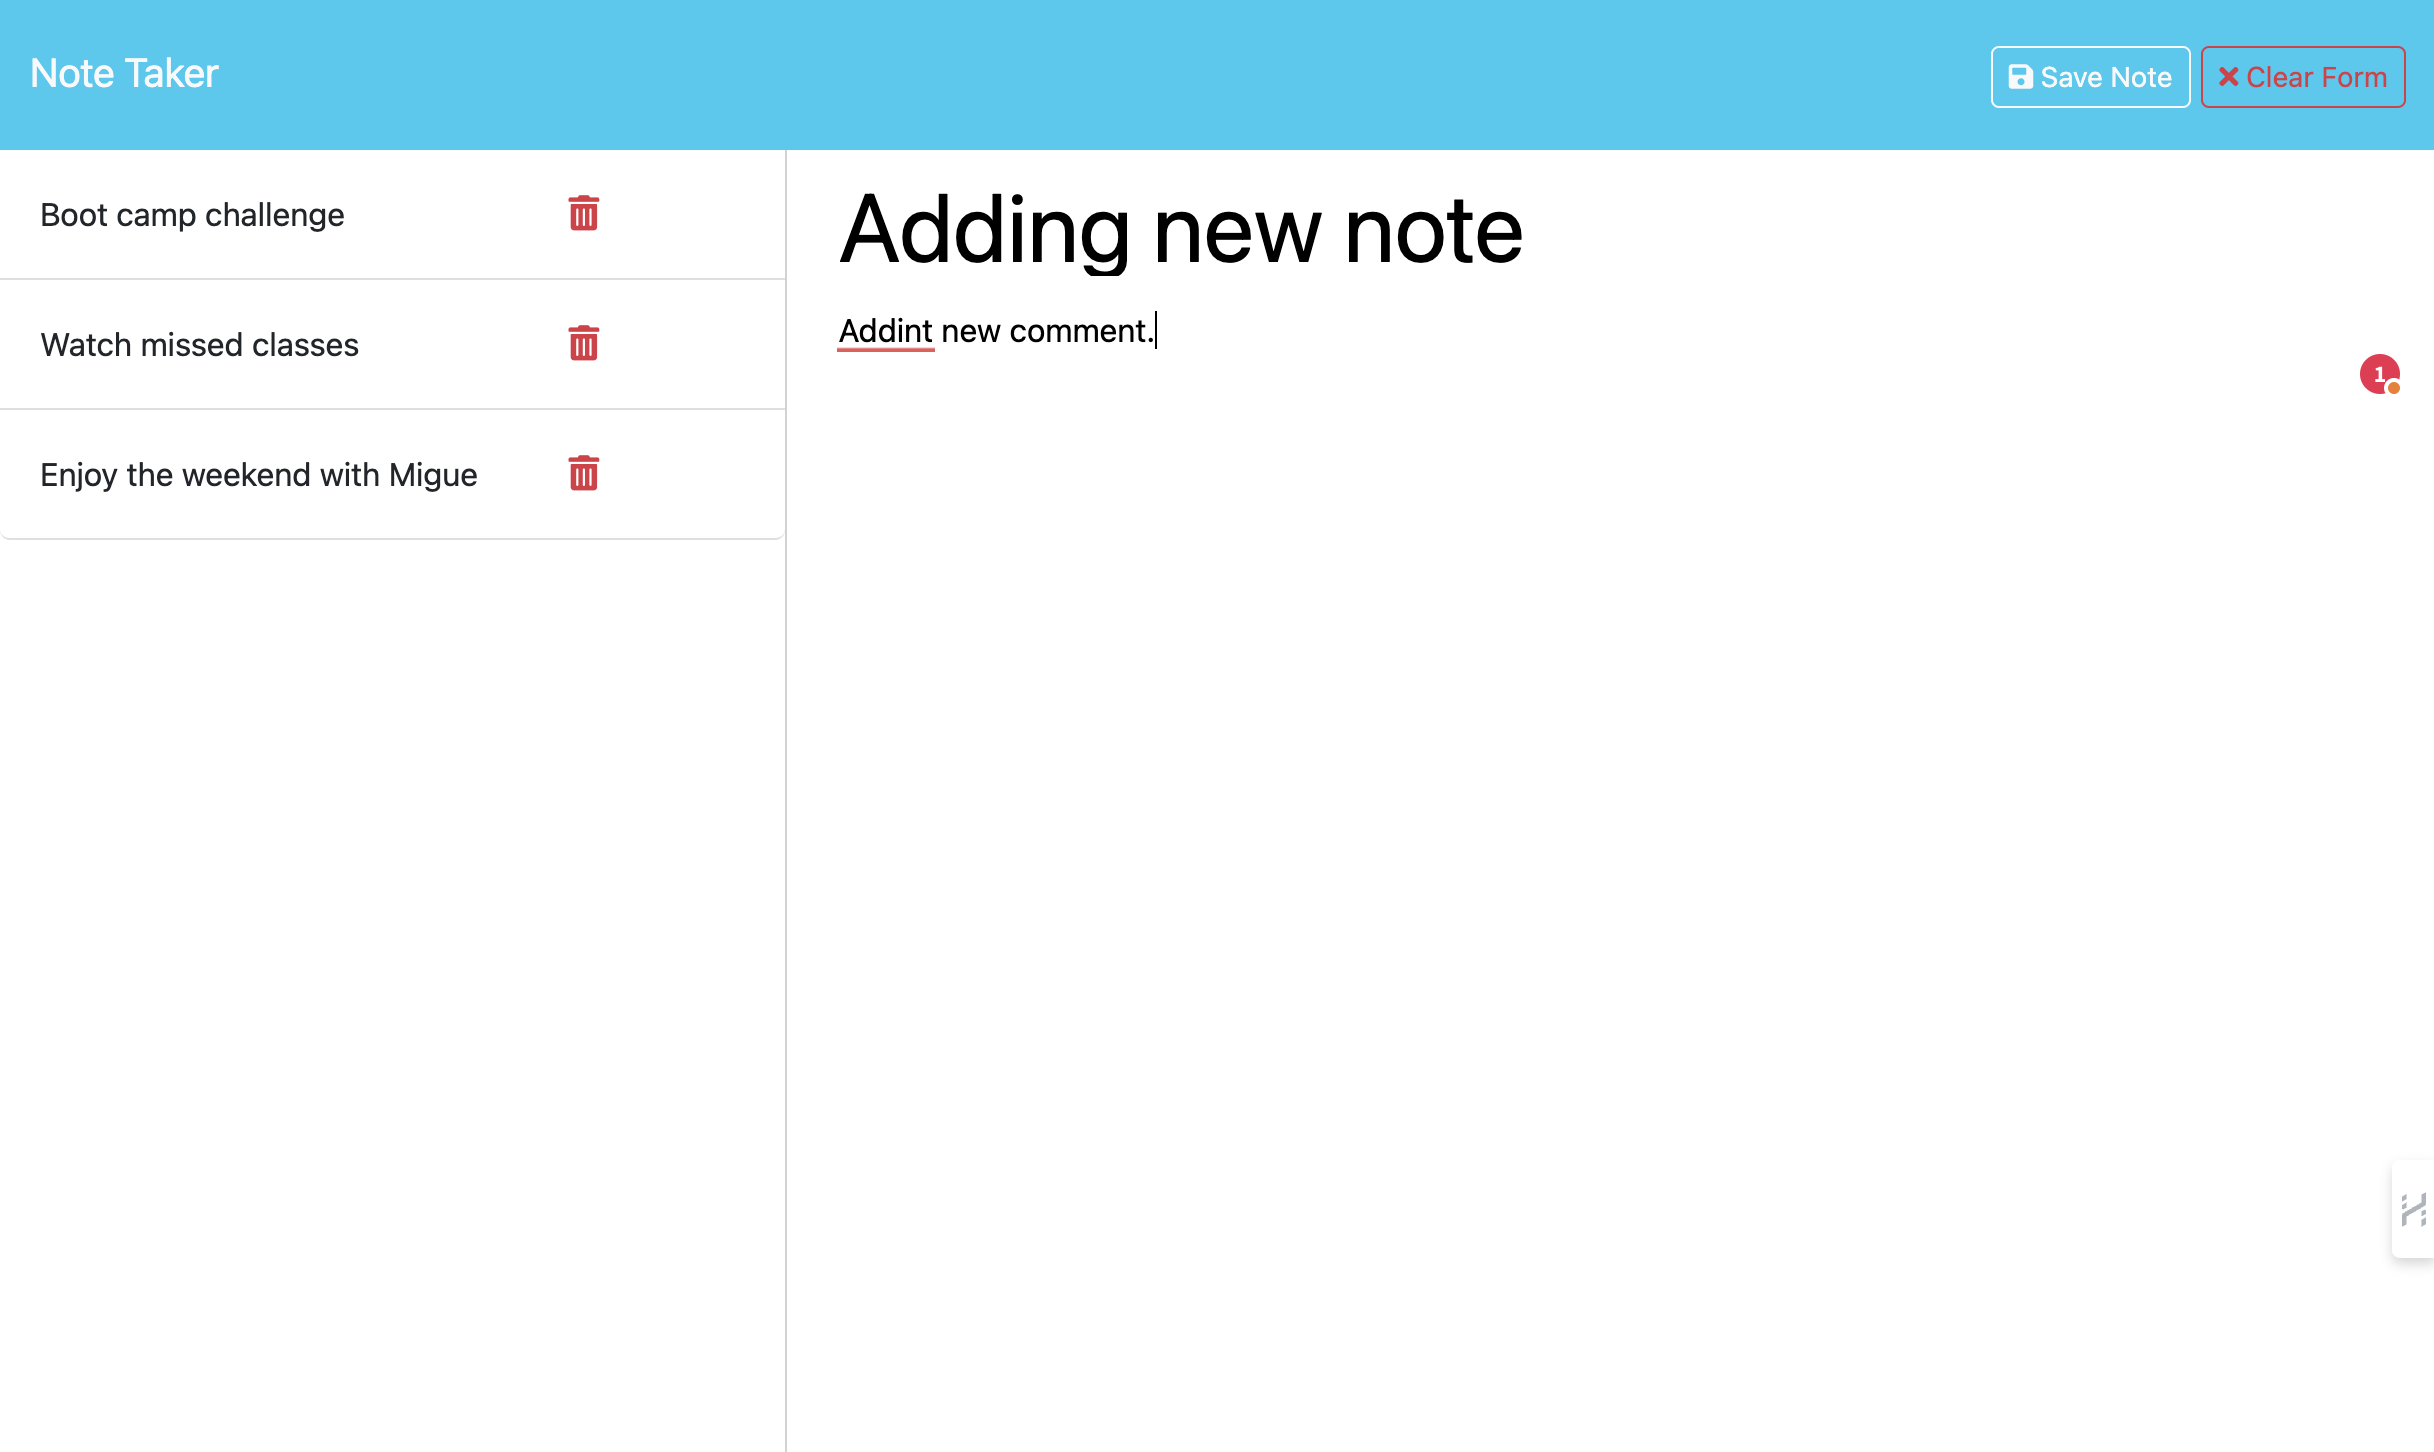 Note Taker
Save Note
Clear Form
Boot camp challenge
Watch missed classes
Enjoy the weekend with Migue
Adding new note
Addint new comment.
1